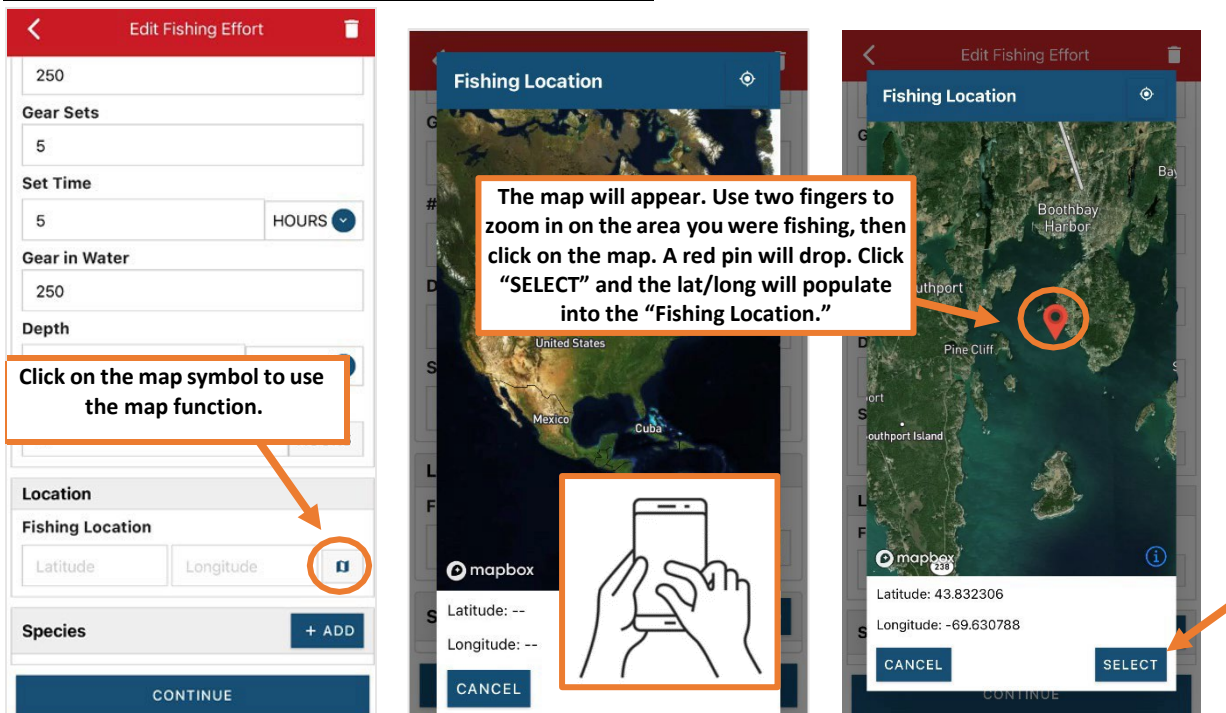 Edit Fishing Effort
250
Gear Sets
5
Set Time
5
HOURS
Gear in Water
250
Depth
Click on the map symbol to use
the map function.
Location
Fishing Location
Latitude
Longitude
Species
+ ADD
CONTINUE
Fishing Location
G
#
D
S
L
F
S
The map will appear. Use two fingers to
zoom in on the area you were fishing, then
click on the map. A red pin will drop. Click
“SELECT” and the lat/long will populate
into the “Fishing Location.”
United States
Mexico
Cuba
mapbox
Latitude: --
Longitude: --
CANCEL
Edit Fishing Effort
Fishing Location
G
D
S
L
F
S
Bay
Boothbay
Harbor
uthport
Pine Cliff
ort
outhport Island
mapbox
238
Latitude: 43.832306
Longitude: -69.630788
CANCEL
SELECT
CONTINUE